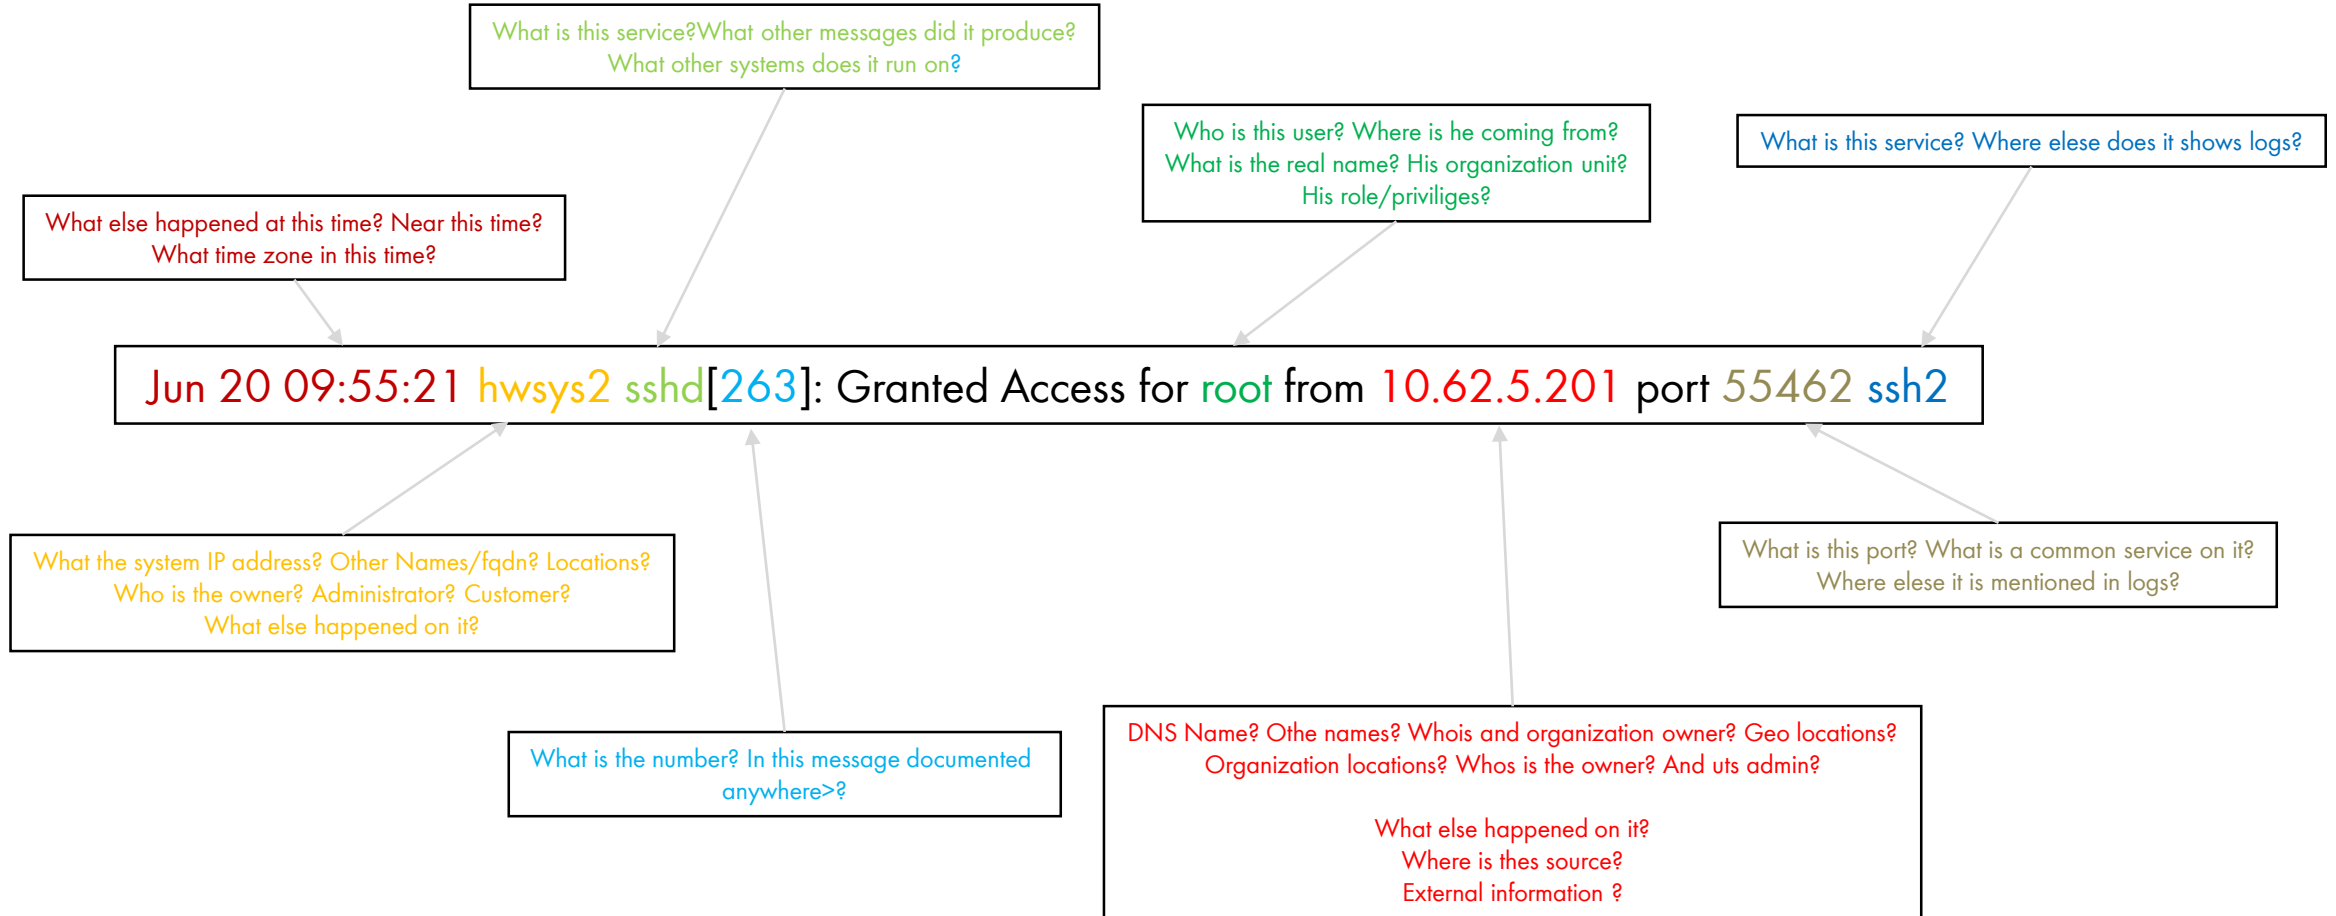 What is this service?What other messages did it produce?
What other systems does it run on?
Who is this user? Where is he coming from?
What is the real name? His organization unit?
His role/priviliges?
What is this service? Where elese does it shows logs?
What else happened at this time? Near this time?
What time zone in this time?
Jun 20 09:55:21 hwsys2 sshd[263]: Granted Access for root from 10.62.5.201 port 55462 ssh2
What the system IP address? Other Names/fqdn? Locations?
Who is the owner? Administrator? Customer?
What else happened on it?
What is this port? What is a common service on it?
Where elese it is mentioned in logs?
What is the number? In this message documented
anywhere>?
DNS Name? Othe names? Whois and organization owner? Geo locations?
Organization locations? Whos is the owner? And uts admin?
What else happened on it?
Where is thes source?
External information ?